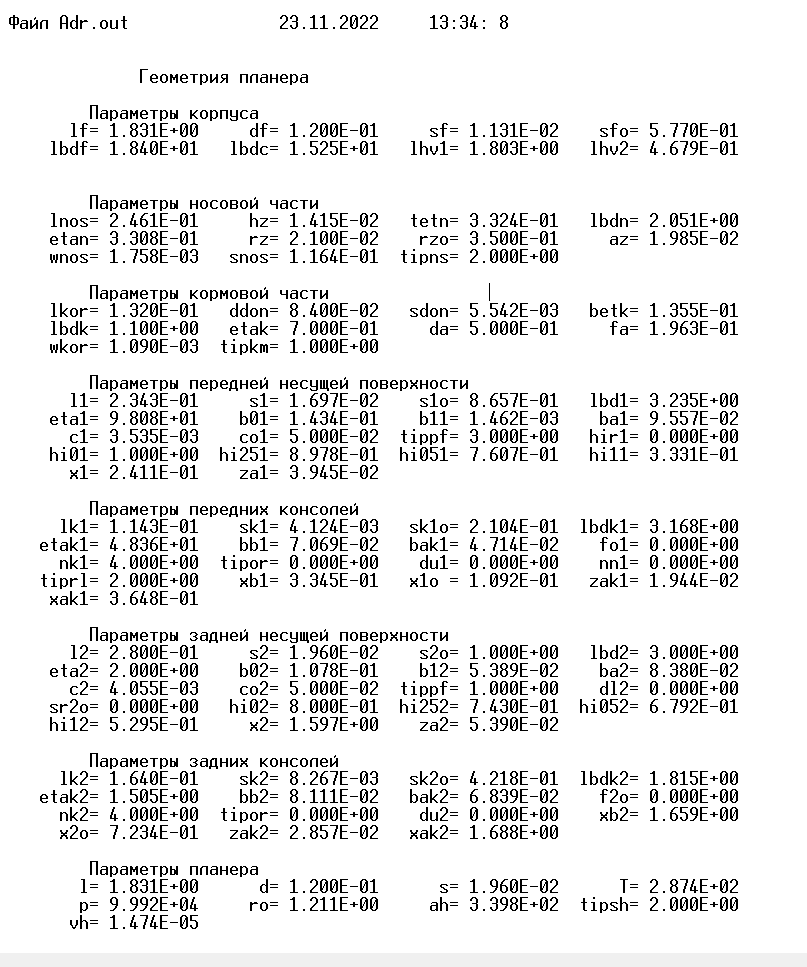 Файл Adr.out 23.11.2022 13:34: 8
Геометрия планера
Параметры корпуса
lf= 1.831E+00 df= 1.200E-01 sf= 1.131E-02 sfo= 5.770E-01
lbdf= 1.840E+01 lbdc= 1.525E+01 lhv1= 1.803E+00 lhv2= 4.679E-01
Параметры носовой части
lnos= 2.461E-01 hz= 1.415E-02 tetn= 3.324E-01 lbdn= 2.051E+00
etan= 3.308E-01 rz= 2.100E-02 rzo= 3.500E-01 az= 1.985E-02
wnos= 1.758E-03 snos= 1.164E-01 tipns= 2.000E+00
Параметры кормовой части
lkor= 1.320E-01 ddon= 8.400E-02 sdon= 5.542E-03 betk= 1.355E-01
lbdk= 1.100E+00 etak= 7.000E-01 da= 5.000E-01 fa= 1.963E-01
wkor= 1.090E-03 tipkm= 1.000E+00
Параметры передней несущей поверхности
l1= 2.343E-01 s1= 1.697E-02 s1o= 8.657E-01 lbd1= 3.235E+00
eta1= 9.808E+01 b01= 1.434E-01 b11= 1.462E-03 ba1= 9.557E-02
c1= 3.535E-03 co1= 5.000E-02 tippf= 3.000E+00 hir1= 0.000E+00
hi01= 1.000E+00 hi251= 8.978E-01 hi051= 7.607E-01 hi11= 3.331E-01
x1= 2.411E-01 za1= 3.945E-02
Параметры передних консолей
lk1= 1.143E-01 sk1= 4.124E-03 sk1o= 2.104E-01 lbdk1= 3.168E+00
etak1= 4.836E+01 bb1= 7.069E-02 bak1= 4.714E-02 fo1= 0.000E+00
nk1= 4.000E+00 tipor= 0.000E+00 du1= 0.000E+00 nn1= 0.000E+00
tiprl= 2.000E+00 xb1= 3.345E-01 x1o = 1.092E-01 zak1= 1.944E-02
xak1= 3.648E-01
Параметры задней несущей поверхности
l2= 2.800E-01 s2= 1.960E-02 s2o= 1.000E+00 lbd2= 3.000E+00
eta2= 2.000E+00 b02= 1.078E-01 b12= 5.389E-02 ba2= 8.380E-02
c2= 4.055E-03 co2= 5.000E-02 tippf= 1.000E+00 dl2= 0.000E+00
sr2o= 0.000E+00 hi02= 8.000E-01 hi252= 7.430E-01 hi052= 6.792E-01
hi12= 5.295E-01 x2= 1.597E+00 za2= 5.390E-02
Параметры задних консолей
lk2= 1.640E-01 sk2= 8.267E-03 sk2o= 4.218E-01 lbdk2= 1.815E+00
etak2= 1.505E+00 bb2= 8.111E-02 bak2= 6.839E-02 f2o= 0.000E+00
nk2= 4.000E+00 tipor= 0.000E+00 du2= 0.000E+00 xb2= 1.659E+00
x2o= 7.234E-01 zak2= 2.857E-02 xak2= 1.688E+00
Параметры планера
l= 1.831E+00 d= 1.200E-01 s= 1.960E-02 T= 2.874E+02
p= 9.992E+04 ro= 1.211E+00 ah= 3.398E+02 tipsh= 2.000E+00
vh= 1.474E-05